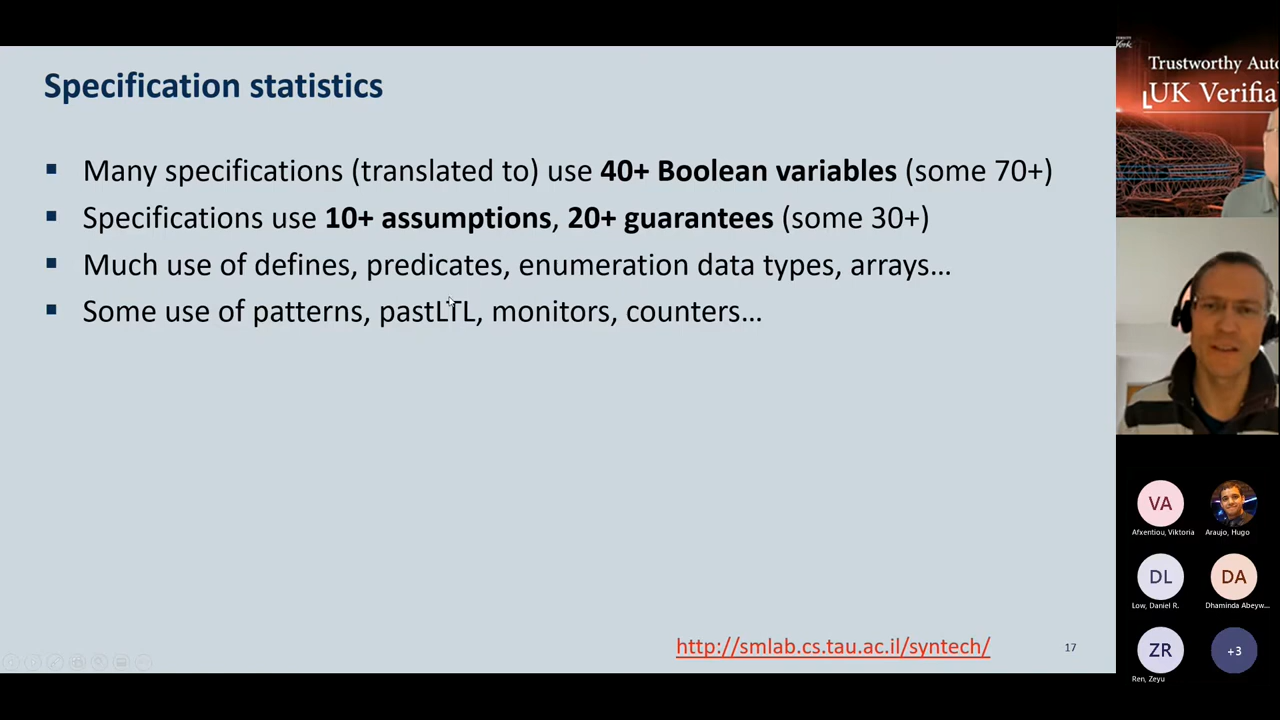 Specification statistics
▪ Many specifications (translated to) use 40+ Boolean variables (some 70+)
▪ Specifications use 10+ assumptions, 20+ guarantees (some 30+)
▪ Much use of defines, predicates, enumeration data types, arrays…
▪ Some use of patterns, pastLTL, monitors, counters…
http://smlab.cs.tau.ac.il/syntech/
17
Trustworthy Auto
UK Verifia
VA
Afxentiou, Viktoria
Araujo, Hugo
DL
Low, Daniel R.
DA
Dhaminda Abeyw...
ZR
Ren, Zeyu
+3